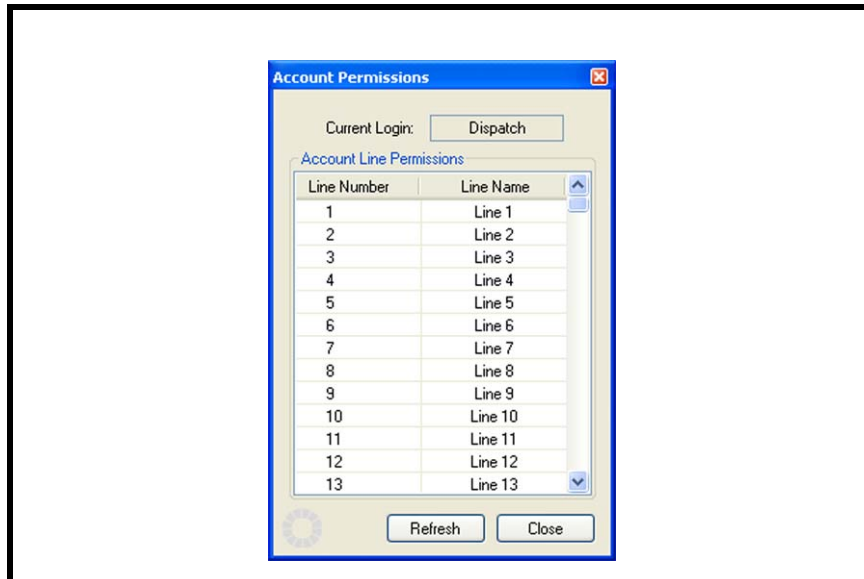 Account Permissions
Current Login: Dispatch
Account Line Permissions
Line Number Line Name
1 Line 1
2 Line 2
3 Line 3
4 Line 4
5 Line 5
6 Line 6
7 Line 7
8 Line 8
9 Line 9
10 Line 10
11 Line 11
12 Line 12
13 Line 13
Refresh Close